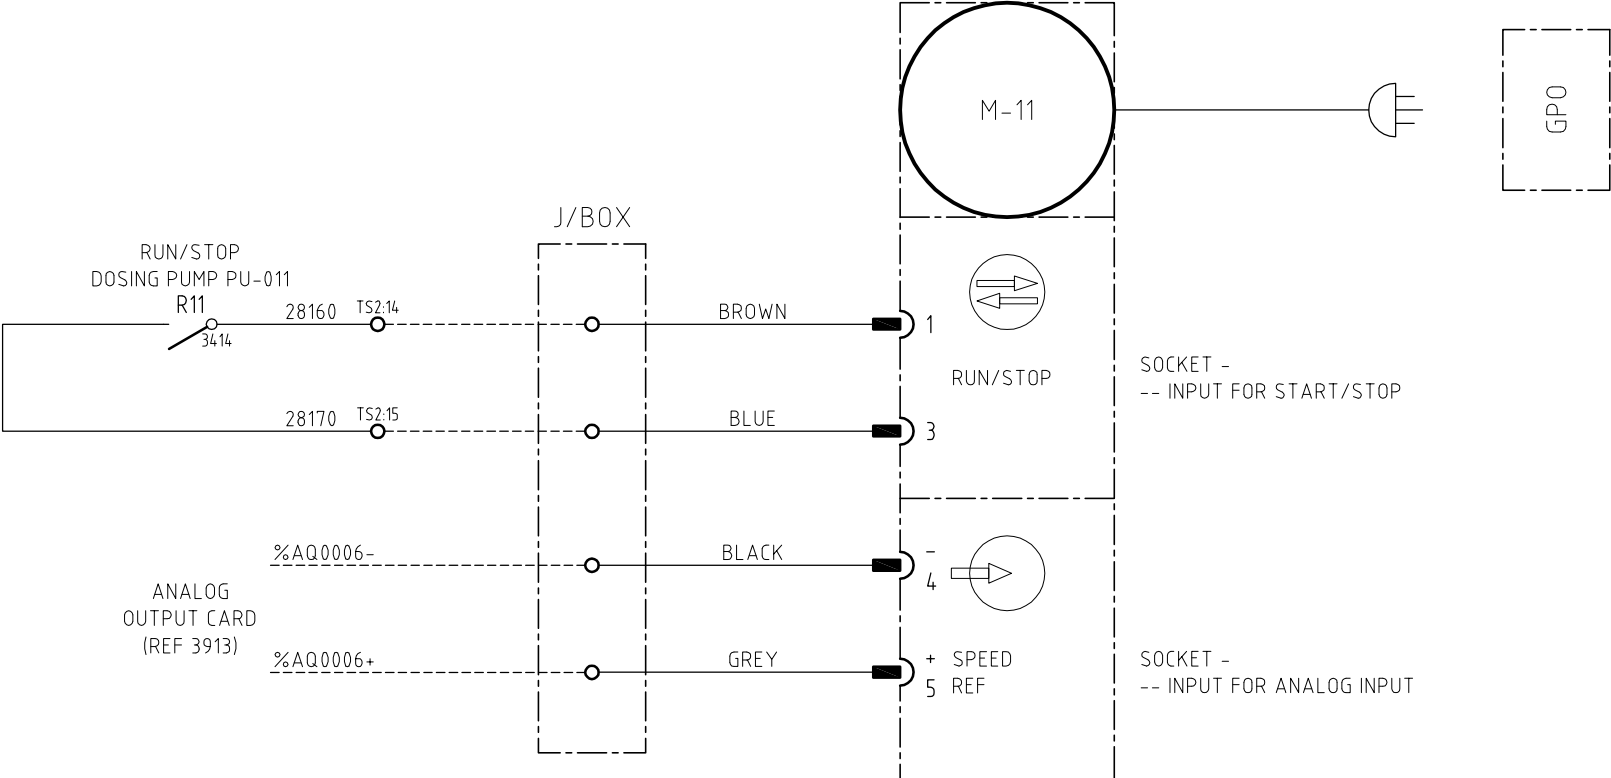 M-11
GPO
J/BOX
RUN/STOP
DOSING PUMP PU-011
R11
3414
28160
TS2:14
BROWN
1
RUN/STOP
SOCKET -
-- INPUT FOR START/STOP
28170
TS2:15
BLUE
3
%AQ0006-
BLACK
-
4
ANALOG
OUTPUT CARD
(REF 3913)
%AQ0006+
GREY
+ SPEED
5 REF
SOCKET -
-- INPUT FOR ANALOG INPUT